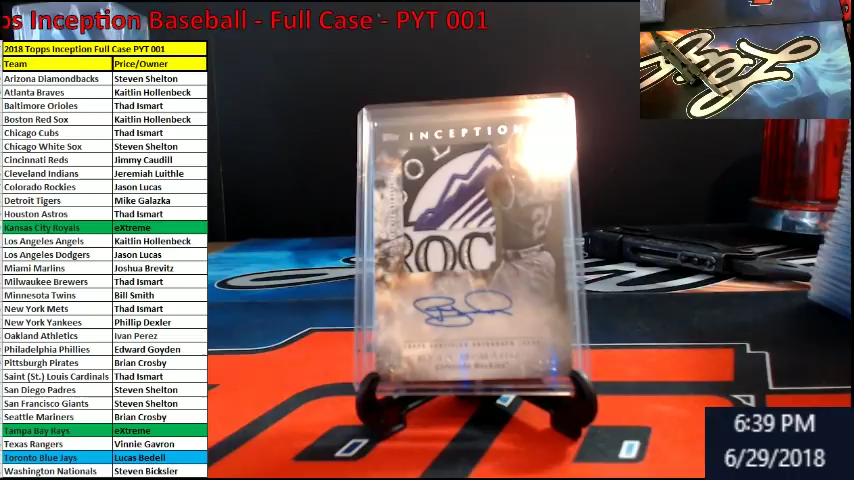 ps Inception Baseball - Full Case - PYT 001
2018 Topps Inception Full Case PYT 001
Team Price/Owner
Arizona Diamondbacks Steven Shelton
Atlanta Braves Kaitlin Hollenbeck
Baltimore Orioles Thad Ismart
Boston Red Sox Kaitlin Hollenbeck
Chicago Cubs Thad Ismart
Chicago White Sox Steven Shelton
Cincinnati Reds Jimmy Caudill
Cleveland Indians Jeremiah Luithle
Colorado Rockies Jason Lucas
Detroit Tigers Mike Galazka
Houston Astros Thad Ismart
Kansas City Royals eXtreme
Los Angeles Angels Kaitlin Hollenbeck
Los Angeles Dodgers Jason Lucas
Miami Marlins Joshua Brevitz
Milwaukee Brewers Thad Ismart
Minnesota Twins Bill Smith
New York Mets Thad Ismart
New York Yankees Phillip Dexler
Oakland Athletics Ivan Perez
Philadelphia Phillies Edward Goyden
Pittsburgh Pirates Brian Crosby
Saint (St.) Louis Cardinals Thad Ismart
San Diego Padres Steven Shelton
San Francisco Giants Steven Shelton
Seattle Mariners Brian Crosby
Tampa Bay Rays eXtreme
Texas Rangers Vinnie Gavron
Toronto Blue Jays Lucas Bedell
Washington Nationals Steven Bicksler
INCEPTION
COL
ROC
Colorado Rockies
6:39 PM
6/29/2018